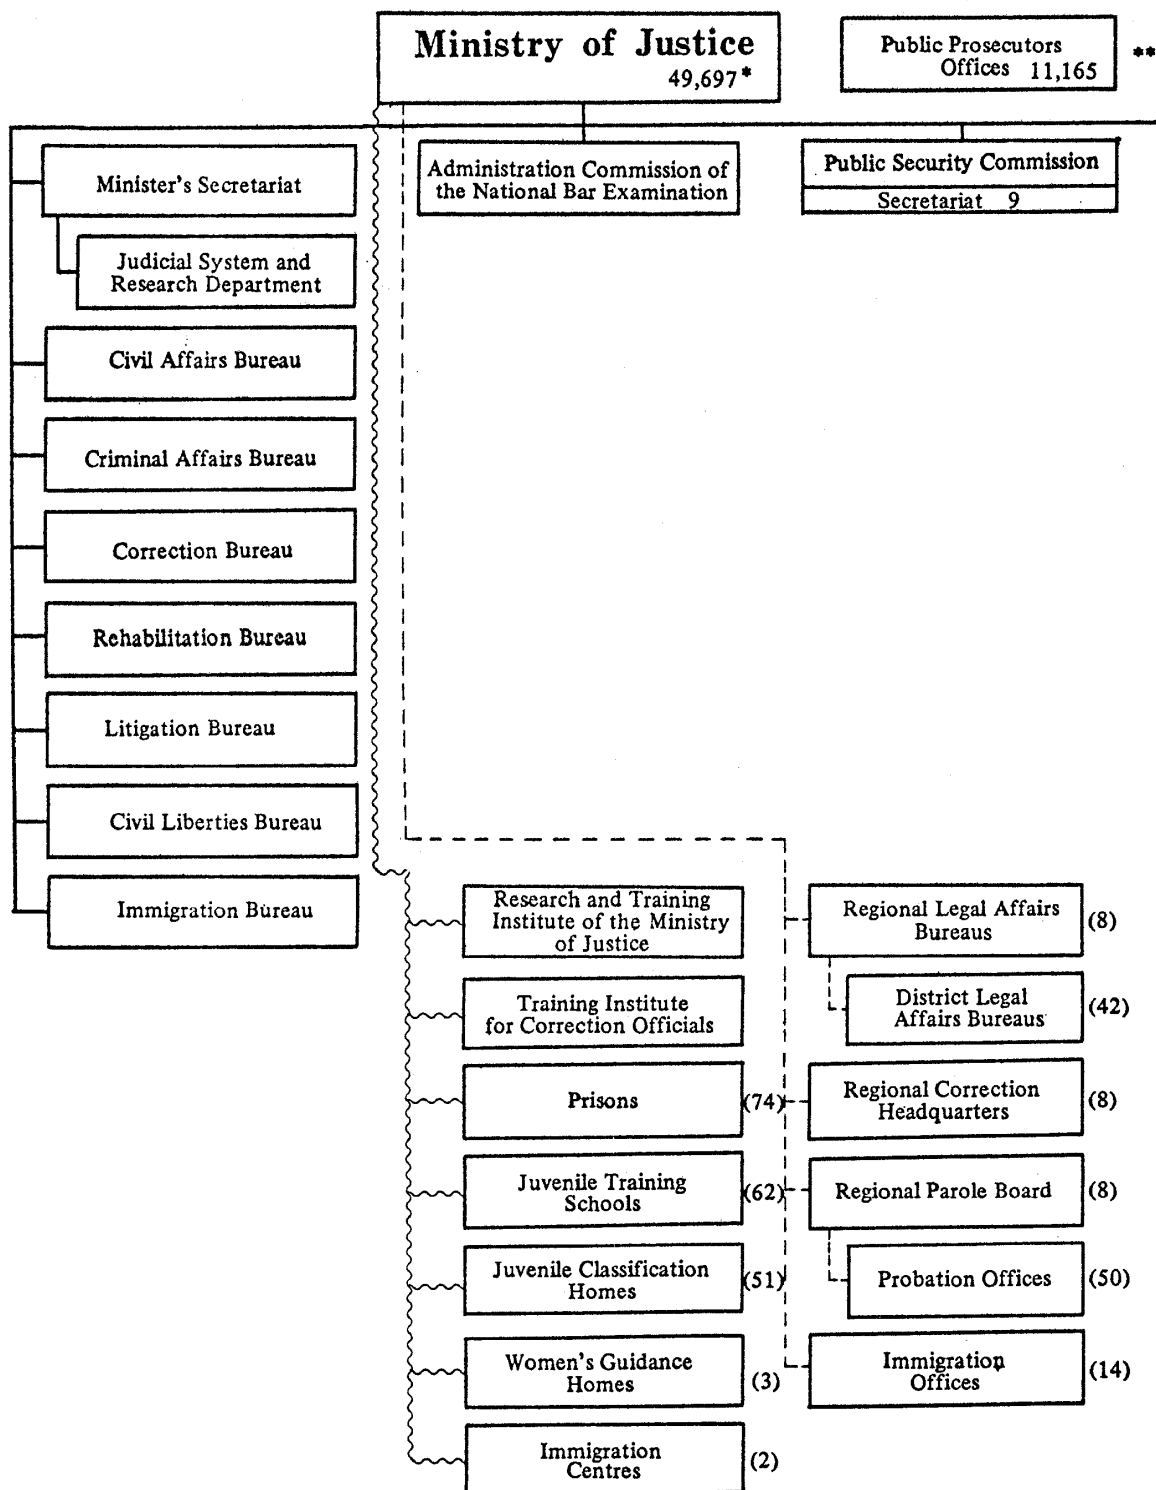 Ministry of Justice
49,697*
Public Prosecutors
Offices 11,165
**
Minister's Secretariat
Judicial System and
Research Department
Civil Affairs Bureau
Criminal Affairs Bureau
Correction Bureau
Rehabilitation Bureau
Litigation Bureau
Civil Liberties Bureau
Immigration Bureau
Administration Commission of
the National Bar Examination
Public Security Commission
Secretariat 9
Research and Training
Institute of the Ministry
of Justice
Training Institute
for Correction Officials
Prisons
(74)
Juvenile Training
Schools
(62)
Juvenile Classification
Homes
(51)
Women's Guidance
Homes
(3)
Immigration
Centres
(2)
Regional Legal Affairs
Bureaus
(8)
District Legal
Affairs Bureaus
(42)
Regional Correction
Headquarters
(8)
Regional Parole Board
(8)
Probation Offices
(50)
Immigration
Offices
(14)